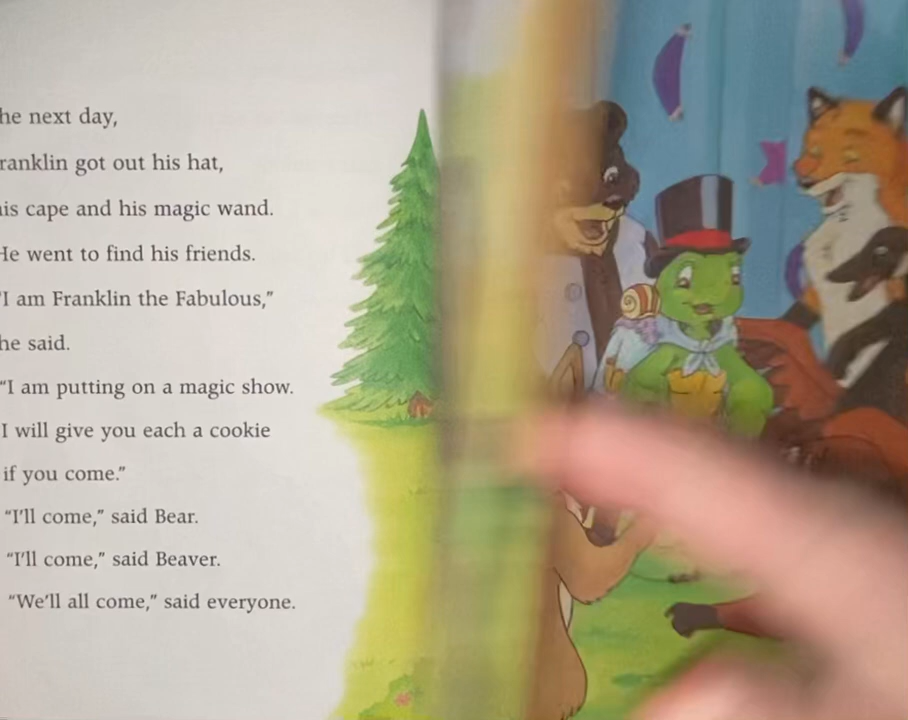 he next day,
ranklin got out his hat,
is cape and his magic wand.
He went to find his friends.
"I am Franklin the Fabulous,"
he said.
"I am putting on a magic show.
I will give you each a cookie
if you come."
"I'll come," said Bear.
"I'll come," said Beaver.
"We'll all come," said everyone.